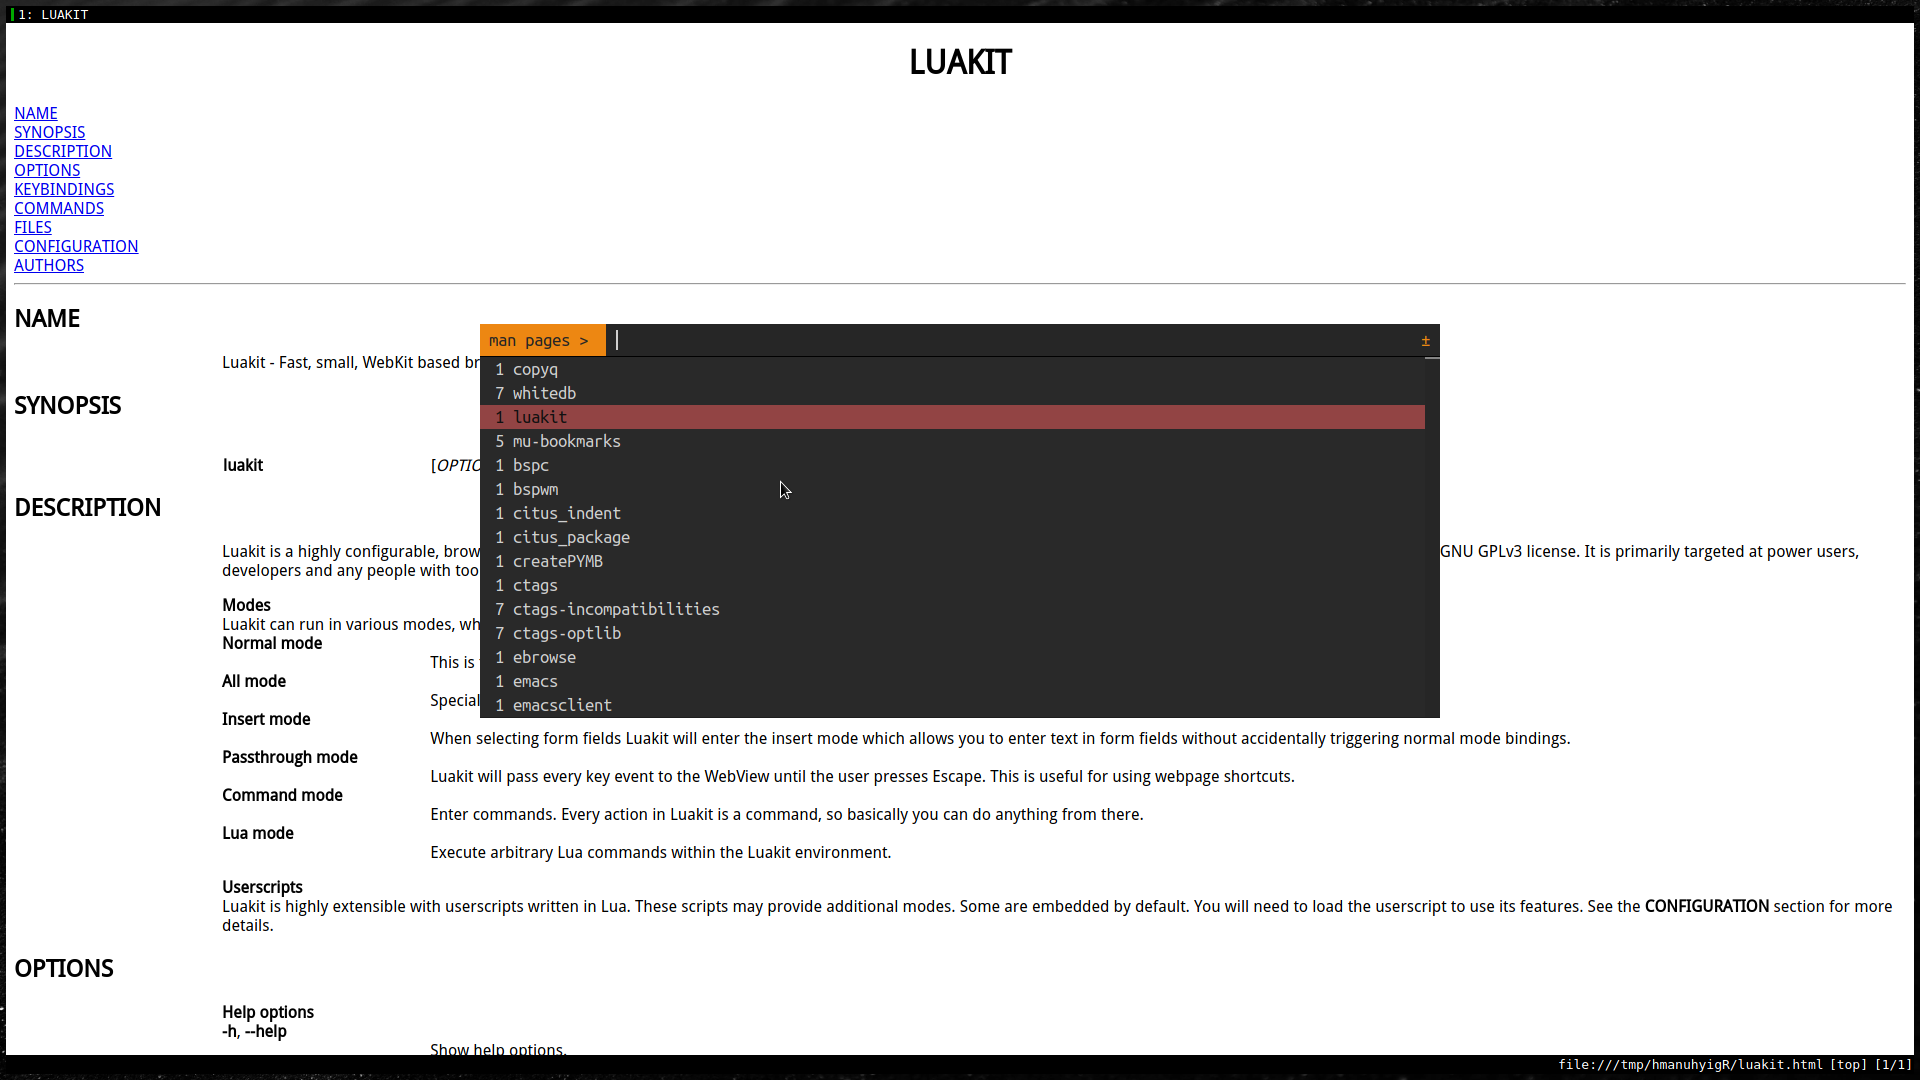 1: LUAKIT
LUAKIT
NAME
SYNOPSIS
DESCRIPTION
OPTIONS
KEYBINDINGS
COMMANDS
FILES
CONFIGURATION
AUTHORS
NAME
Luakit - Fast, small, WebKit based br
SYNOPSIS
luakit [OPTIO
DESCRIPTION
Luakit is a highly configurable, brow GNU GPLv3 license. It is primarily targeted at power users,
developers and any people with too
Modes
Luakit can run in various modes, wh
Normal mode
This is
All mode
Special
Insert mode
When selecting form fields Luakit will enter the insert mode which allows you to enter text in form fields without accidentally triggering normal mode bindings.
Passthrough mode
Luakit will pass every key event to the WebView until the user presses Escape. This is useful for using webpage shortcuts.
Command mode
Enter commands. Every action in Luakit is a command, so basically you can do anything from there.
Lua mode
Execute arbitrary Lua commands within the Luakit environment.
Userscripts
Luakit is highly extensible with userscripts written in Lua. These scripts may provide additional modes. Some are embedded by default. You will need to load the userscript to use its features. See the CONFIGURATION section for more
details.
OPTIONS
Help options
-h, --help
Show help options.
man pages > ±
1 copyq
7 whitedb
1 luakit
5 mu-bookmarks
1 bspc
1 bspwm
1 citus_indent
1 citus_package
1 createPYMB
1 ctags
7 ctags-incompatibilities
7 ctags-optlib
1 ebrowse
1 emacs
1 emacsclient
file:///tmp/hmanuhyigR/luakit.html [top] [1/1]